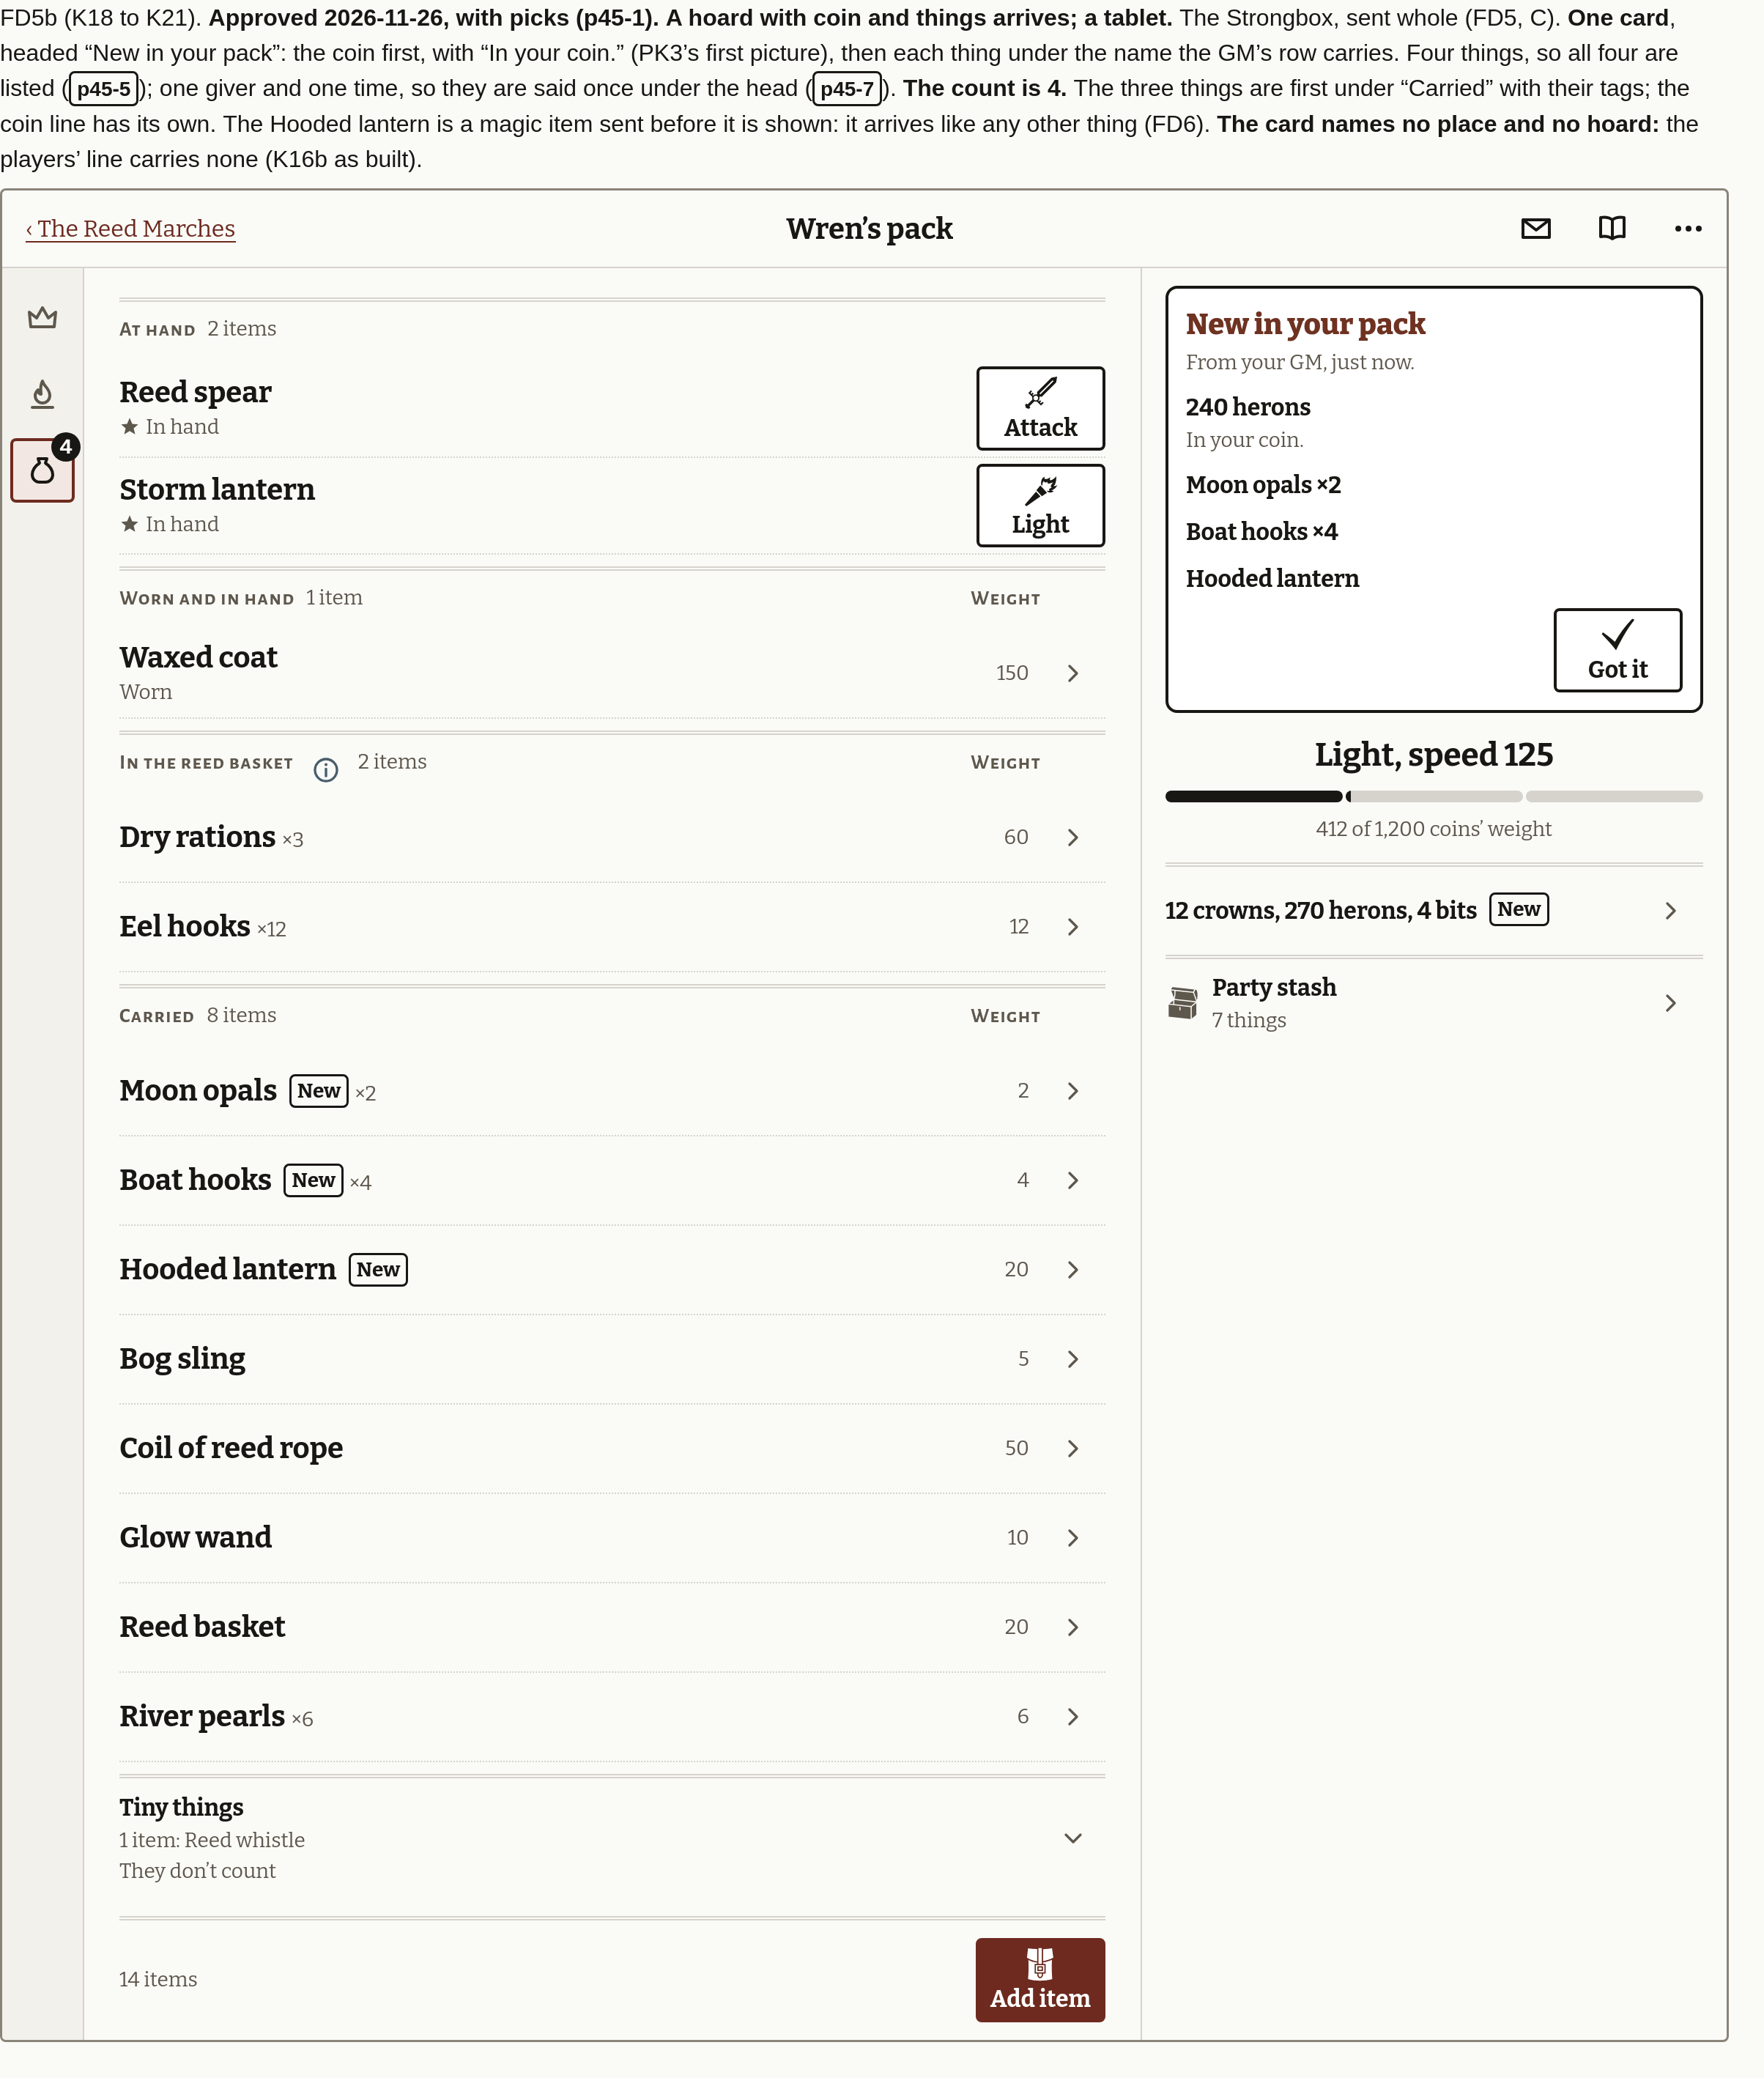 FD5b (K18 to K21). Approved 2026-11-26, with picks (p45-1). A hoard with coin and things arrives; a tablet. The Strongbox, sent whole (FD5, C). One card,
headed “New in your pack”: the coin first, with “In your coin.” (PK3’s first picture), then each thing under the name the GM’s row carries. Four things, so all four are
listed (p45-5); one giver and one time, so they are said once under the head (p45-7). The count is 4. The three things are first under “Carried” with their tags; the
coin line has its own. The Hooded lantern is a magic item sent before it is shown: it arrives like any other thing (FD6). The card names no place and no hoard: the
players’ line carries none (K16b as built).
‹ The Reed Marches
Wren’s pack
4
At hand 2 items
Reed spear
★ In hand
Attack
Storm lantern
★ In hand
Light
Worn and in hand 1 item Weight
Waxed coat 150
Worn
In the reed basket 2 items Weight
Dry rations ×3 60
Eel hooks ×12 12
Carried 8 items Weight
Moon opals New ×2 2
Boat hooks New ×4 4
Hooded lantern New 20
Bog sling 5
Coil of reed rope 50
Glow wand 10
Reed basket 20
River pearls ×6 6
Tiny things
1 item: Reed whistle
They don’t count
14 items
Add item
New in your pack
From your GM, just now.
240 herons
In your coin.
Moon opals ×2
Boat hooks ×4
Hooded lantern
Got it
Light, speed 125
412 of 1,200 coins’ weight
12 crowns, 270 herons, 4 bits New
Party stash
7 things